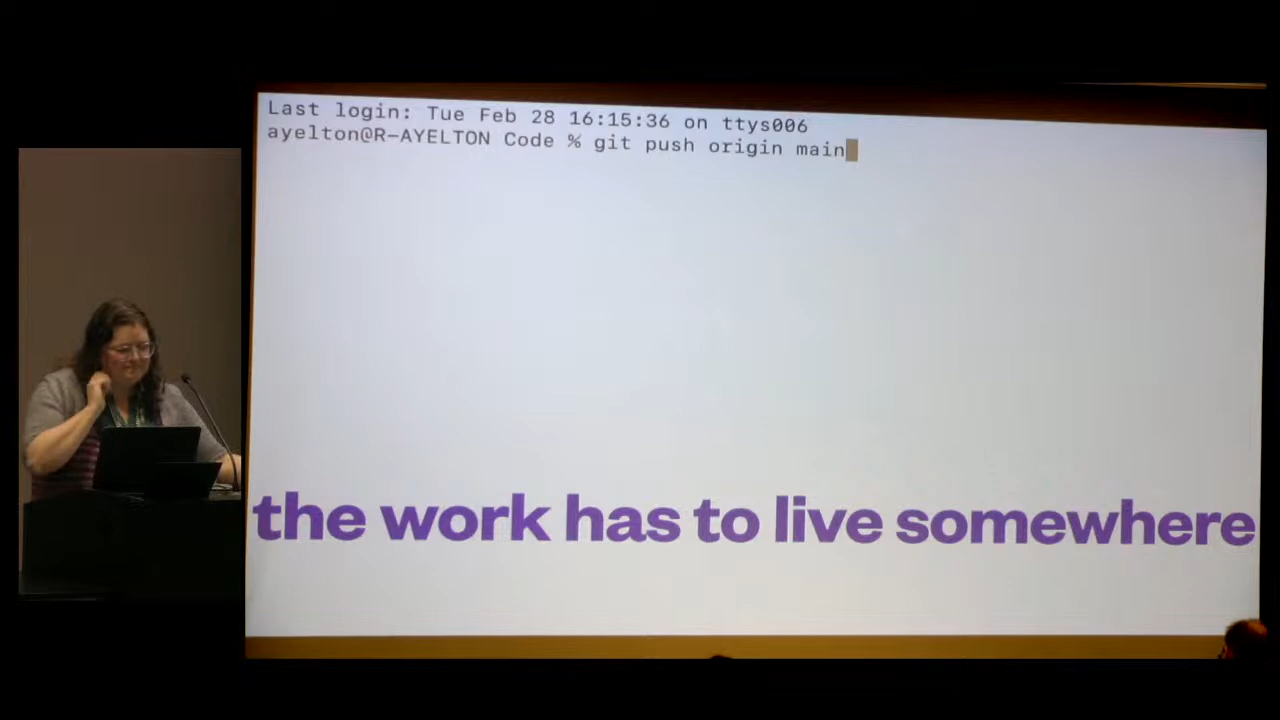 Last login: Tue Feb 28 16:15:36 on ttys006
ayelton@R-AYELTON Code % git push origin main
the work has to live somewhere